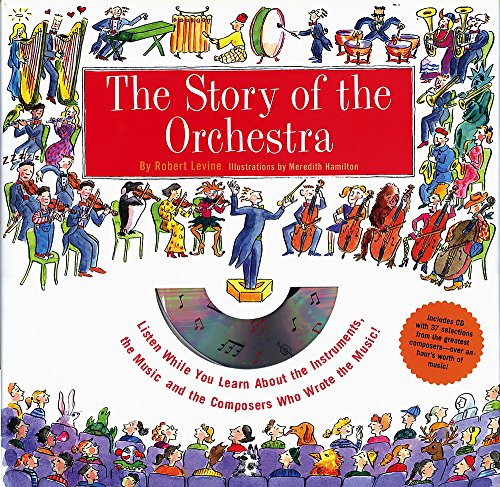 The Story of the
Orchestra
By Robert Levine Illustrations by Meredith Hamilton
Listen While You Learn About the Instruments,
the Music and the Composers Who Wrote the Music!
Includes CD
with 37 selections
from the greatest
composers—over an
hour's worth of
music!
ZZZZ